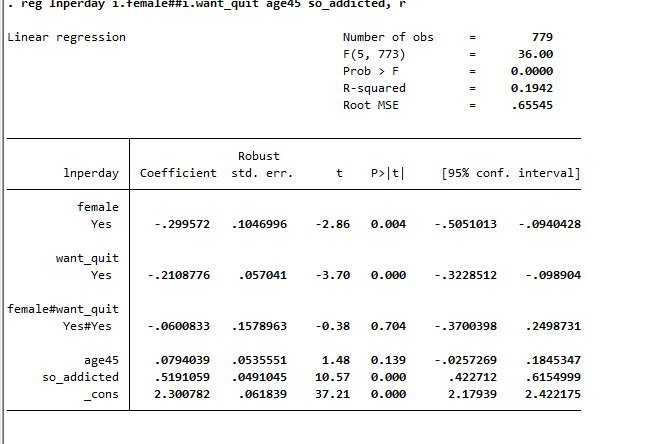 . reg lnperday i.female##i.want_quit age45 so_addicted, r
Linear regression Number of obs = 779
F(5, 773) = 36.00
Prob > F = 0.0000
R-squared = 0.1942
Root MSE = .65545
Robust
lnperday Coefficient std. err. t P>|t| [95% conf. interval]
female
Yes -.299572 .1046996 -2.86 0.004 -.5051013 -.0940428
want_quit
Yes -.2108776 .057041 -3.70 0.000 -.3228512 -.098904
female#want_quit
Yes#Yes -.0600833 .1578963 -0.38 0.704 -.3700398 .2498731
age45 .0794039 .0535551 1.48 0.139 -.0257269 .1845347
so_addicted .5191059 .0491045 10.57 0.000 .422712 .6154999
_cons 2.300782 .061839 37.21 0.000 2.17939 2.422175